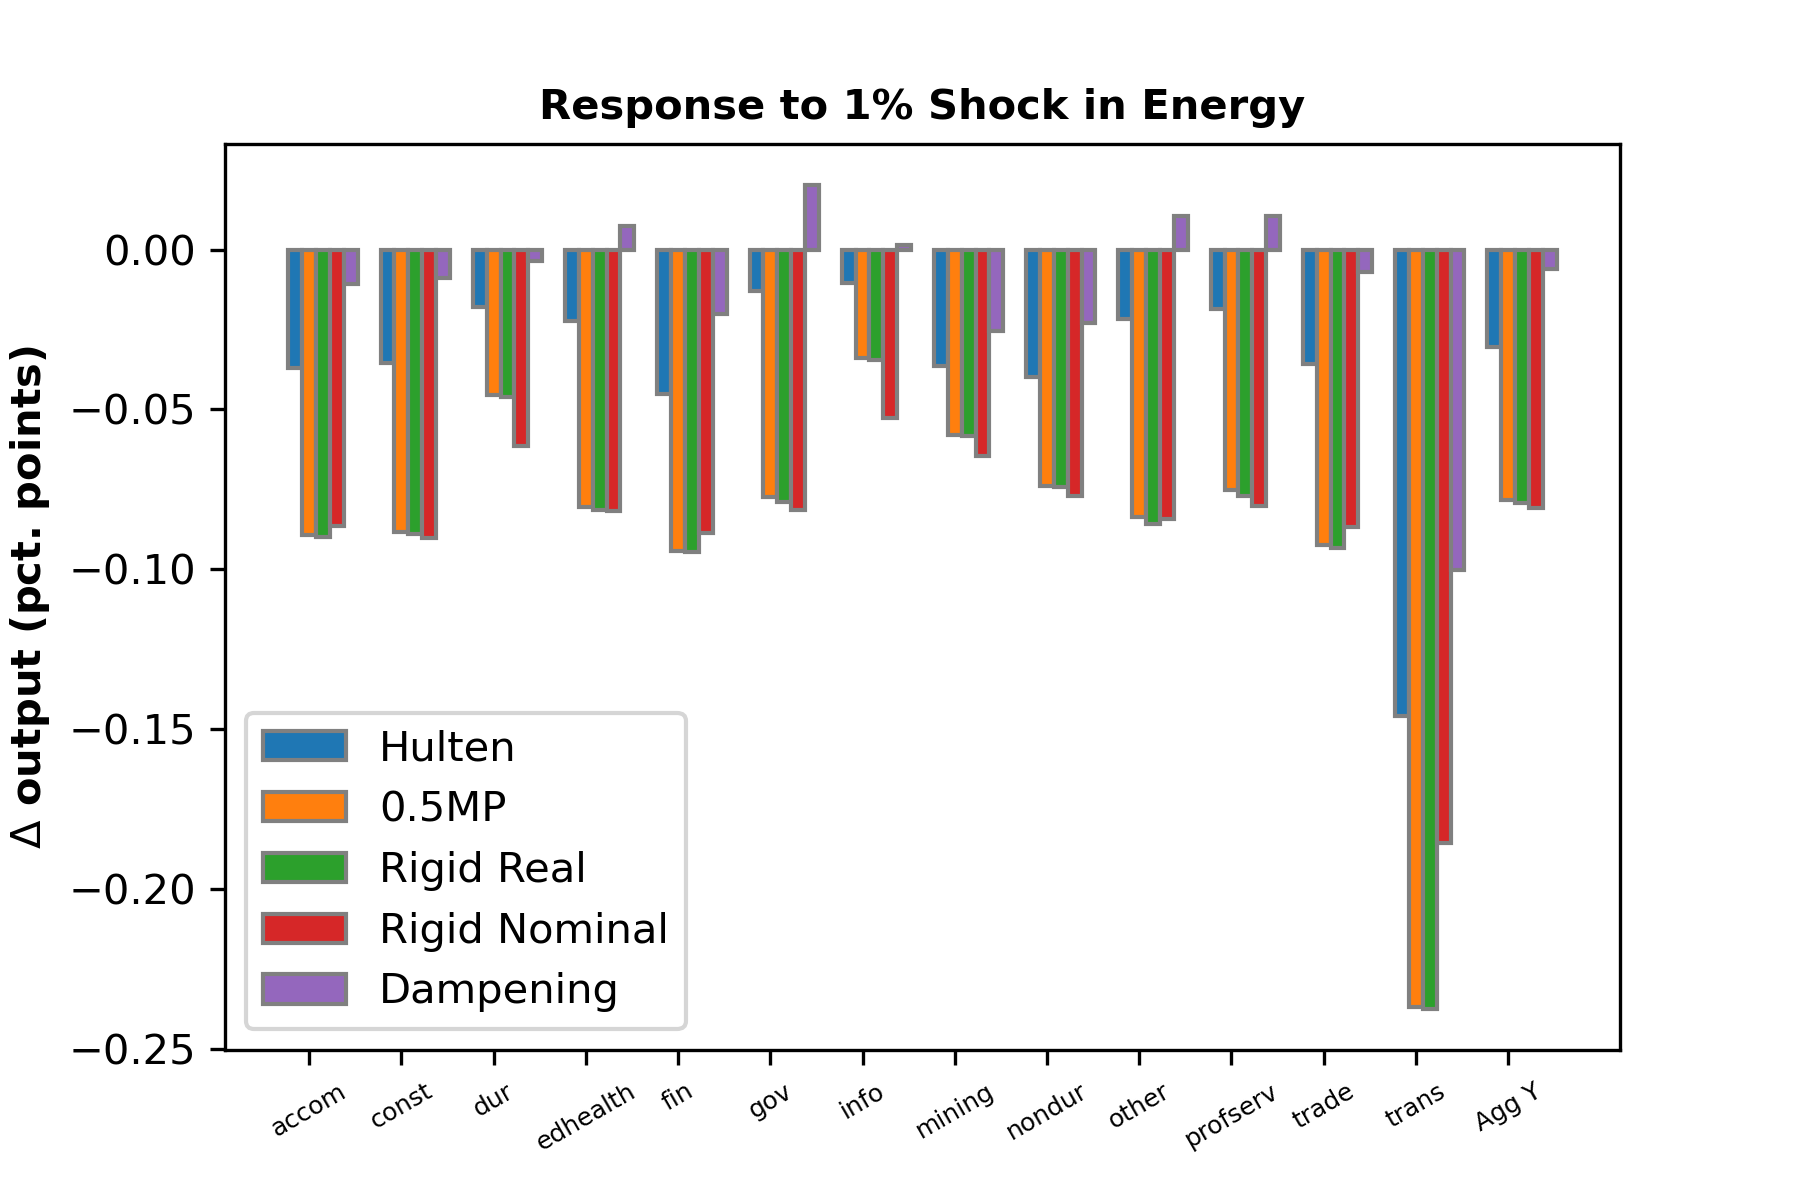 Response to 1% Shock in Energy
Δ output (pct. points)
0.00
−0.05
−0.10
−0.15
−0.20
−0.25
Hulten
0.5MP
Rigid Real
Rigid Nominal
Dampening
accom
const
dur
edhealth
fin
gov
info
mining
nondur
other
profserv
trade
trans
Agg Y